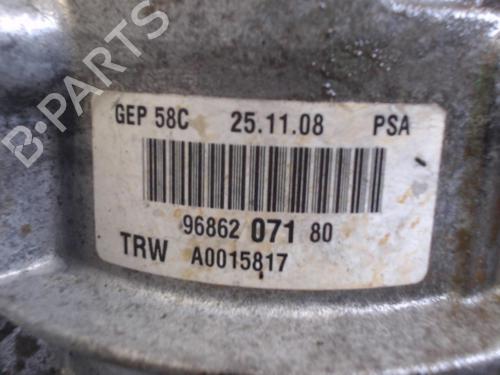 B-PARTS
GEP 58C 25.11.08 PSA
96862 071 80
TRW A0015817